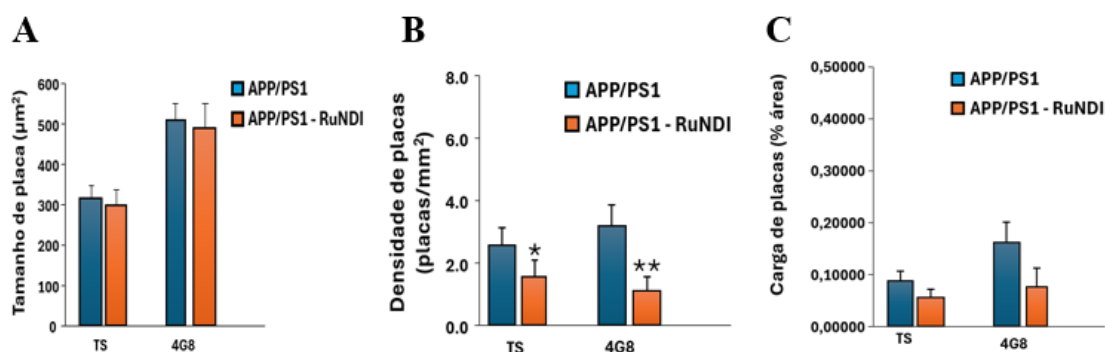 A
Tamanho de placa (µm²)
600
500
400
300
200
100
0
TS
4G8
APP/PS1
APP/PS1 - RuNDI
B
Densidade de placas
(placas/mm²)
8.0
6.0
4.0
2.0
0.0
*
**
TS
4G8
APP/PS1
APP/PS1 - RuNDI
C
Carga de placas (% área)
0,50000
0,40000
0,30000
0,20000
0,10000
0,00000
TS
4G8
APP/PS1
APP/PS1 - RuNDI